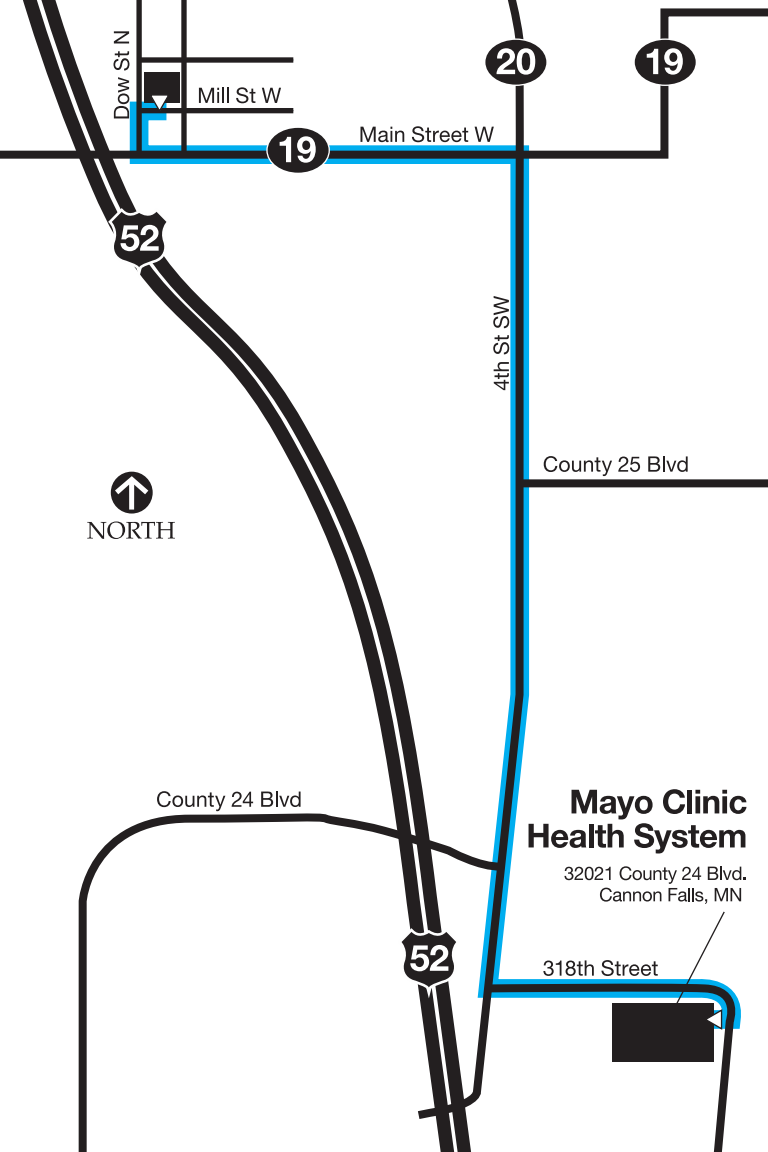 Dow St N
20
19
Mill St W
Main Street W
19
52
4th St SW
County 25 Blvd
NORTH
County 24 Blvd
Mayo Clinic
Health System
32021 County 24 Blvd.
Cannon Falls, MN
52
318th Street